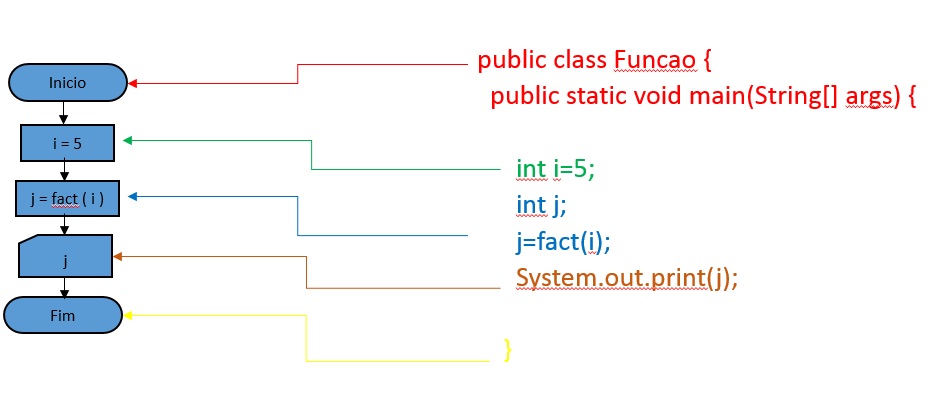 Inicio
i = 5
j = fact ( i )
j
Fim
public class Funcao {
public static void main(String[] args) {
int i=5;
int j;
j=fact(i);
System.out.print(j);
}